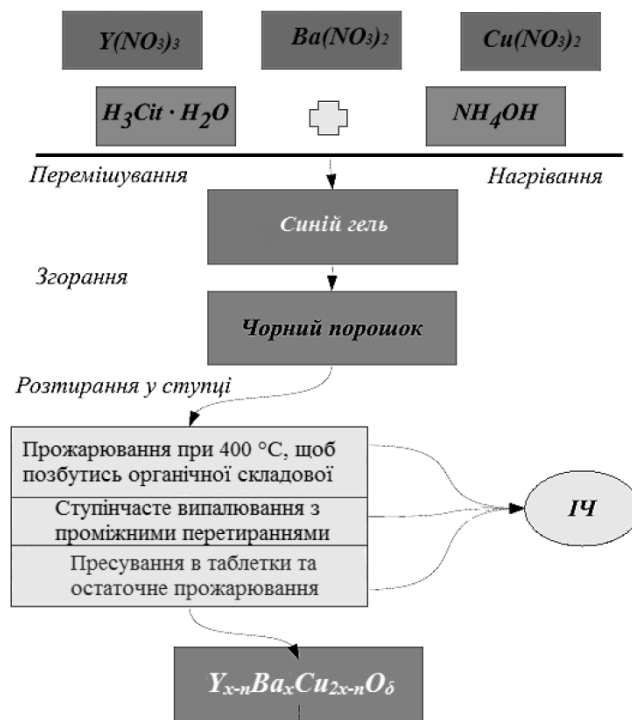 Y(NO₃)₃ Ba(NO₃)₂ Cu(NO₃)₂
H₃Cit · H₂O NH₄OH
Перемішування Нагрівання
Синій гель
Згорання
Чорний порошок
Розтирання у ступці
Прожарювання при 400 °C, щоб
позбутись органічної складової
Ступінчасте випалювання з
проміжними перетираннями
Пресування в таблетки та
остаточне прожарювання
ІЧ
Yₓ₋ₙBaₓCu₂ₓ₋ₙO_δ